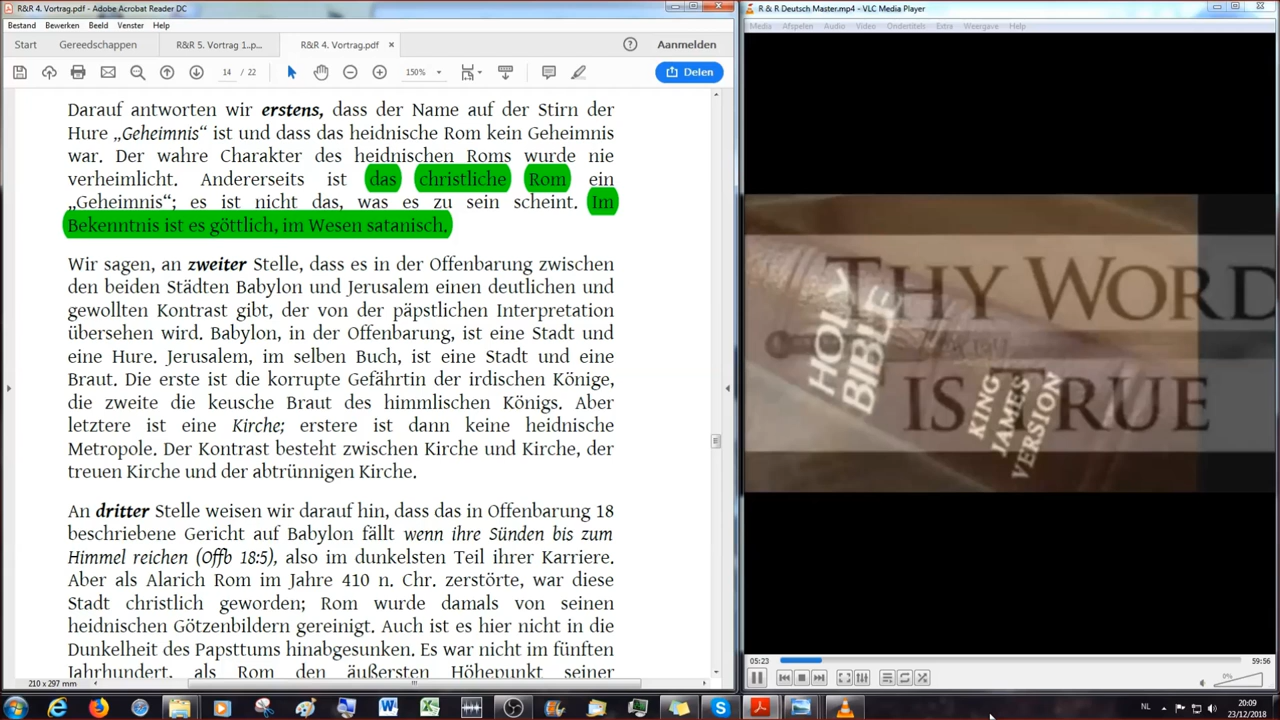 R&R 4. Vortrag.pdf - Adobe Acrobat Reader DC
Bestand Bewerken Beeld Venster Help
Start Gereedschappen R&R 5. Vortrag 1..p... R&R 4. Vortrag.pdf × Aanmelden
14 / 22 150% Delen
Darauf antworten wir erstens, dass der Name auf der Stirn der
Hure „Geheimnis“ ist und dass das heidnische Rom kein Geheimnis
war. Der wahre Charakter des heidnischen Roms wurde nie
verheimlicht. Andererseits ist das christliche Rom ein
„Geheimnis“; es ist nicht das, was es zu sein scheint. Im
Bekenntnis ist es göttlich, im Wesen satanisch.
Wir sagen, an zweiter Stelle, dass es in der Offenbarung zwischen
den beiden Städten Babylon und Jerusalem einen deutlichen und
gewollten Kontrast gibt, der von der päpstlichen Interpretation
übersehen wird. Babylon, in der Offenbarung, ist eine Stadt und
eine Hure. Jerusalem, im selben Buch, ist eine Stadt und eine
Braut. Die erste ist die korrupte Gefährtin der irdischen Könige,
die zweite die keusche Braut des himmlischen Königs. Aber
letztere ist eine Kirche; erstere ist dann keine heidnische
Metropole. Der Kontrast besteht zwischen Kirche und Kirche, der
treuen Kirche und der abtrünnigen Kirche.
An dritter Stelle weisen wir darauf hin, dass das in Offenbarung 18
beschriebene Gericht auf Babylon fällt wenn ihre Sünden bis zum
Himmel reichen (Offb 18:5), also im dunkelsten Teil ihrer Karriere.
Aber als Alarich Rom im Jahre 410 n. Chr. zerstörte, war diese
Stadt christlich geworden; Rom wurde damals von seinen
heidnischen Götzenbildern gereinigt. Auch ist es hier nicht in die
Dunkelheit des Papsttums hinabgesunken. Es war nicht im fünften
Jahrhundert, als Rom den äußersten Höhepunkt seiner
210 x 297 mm
R & R Deutsch Master.mp4 - VLC Media Player
Media Afspelen Audio Video Ondertitels Extra Weergave Help
THY WORD
IS TRUE
HOLY
BIBLE
KING
JAMES
VERSION
05:23 59:56
0%
NL 20:09
23/12/2018